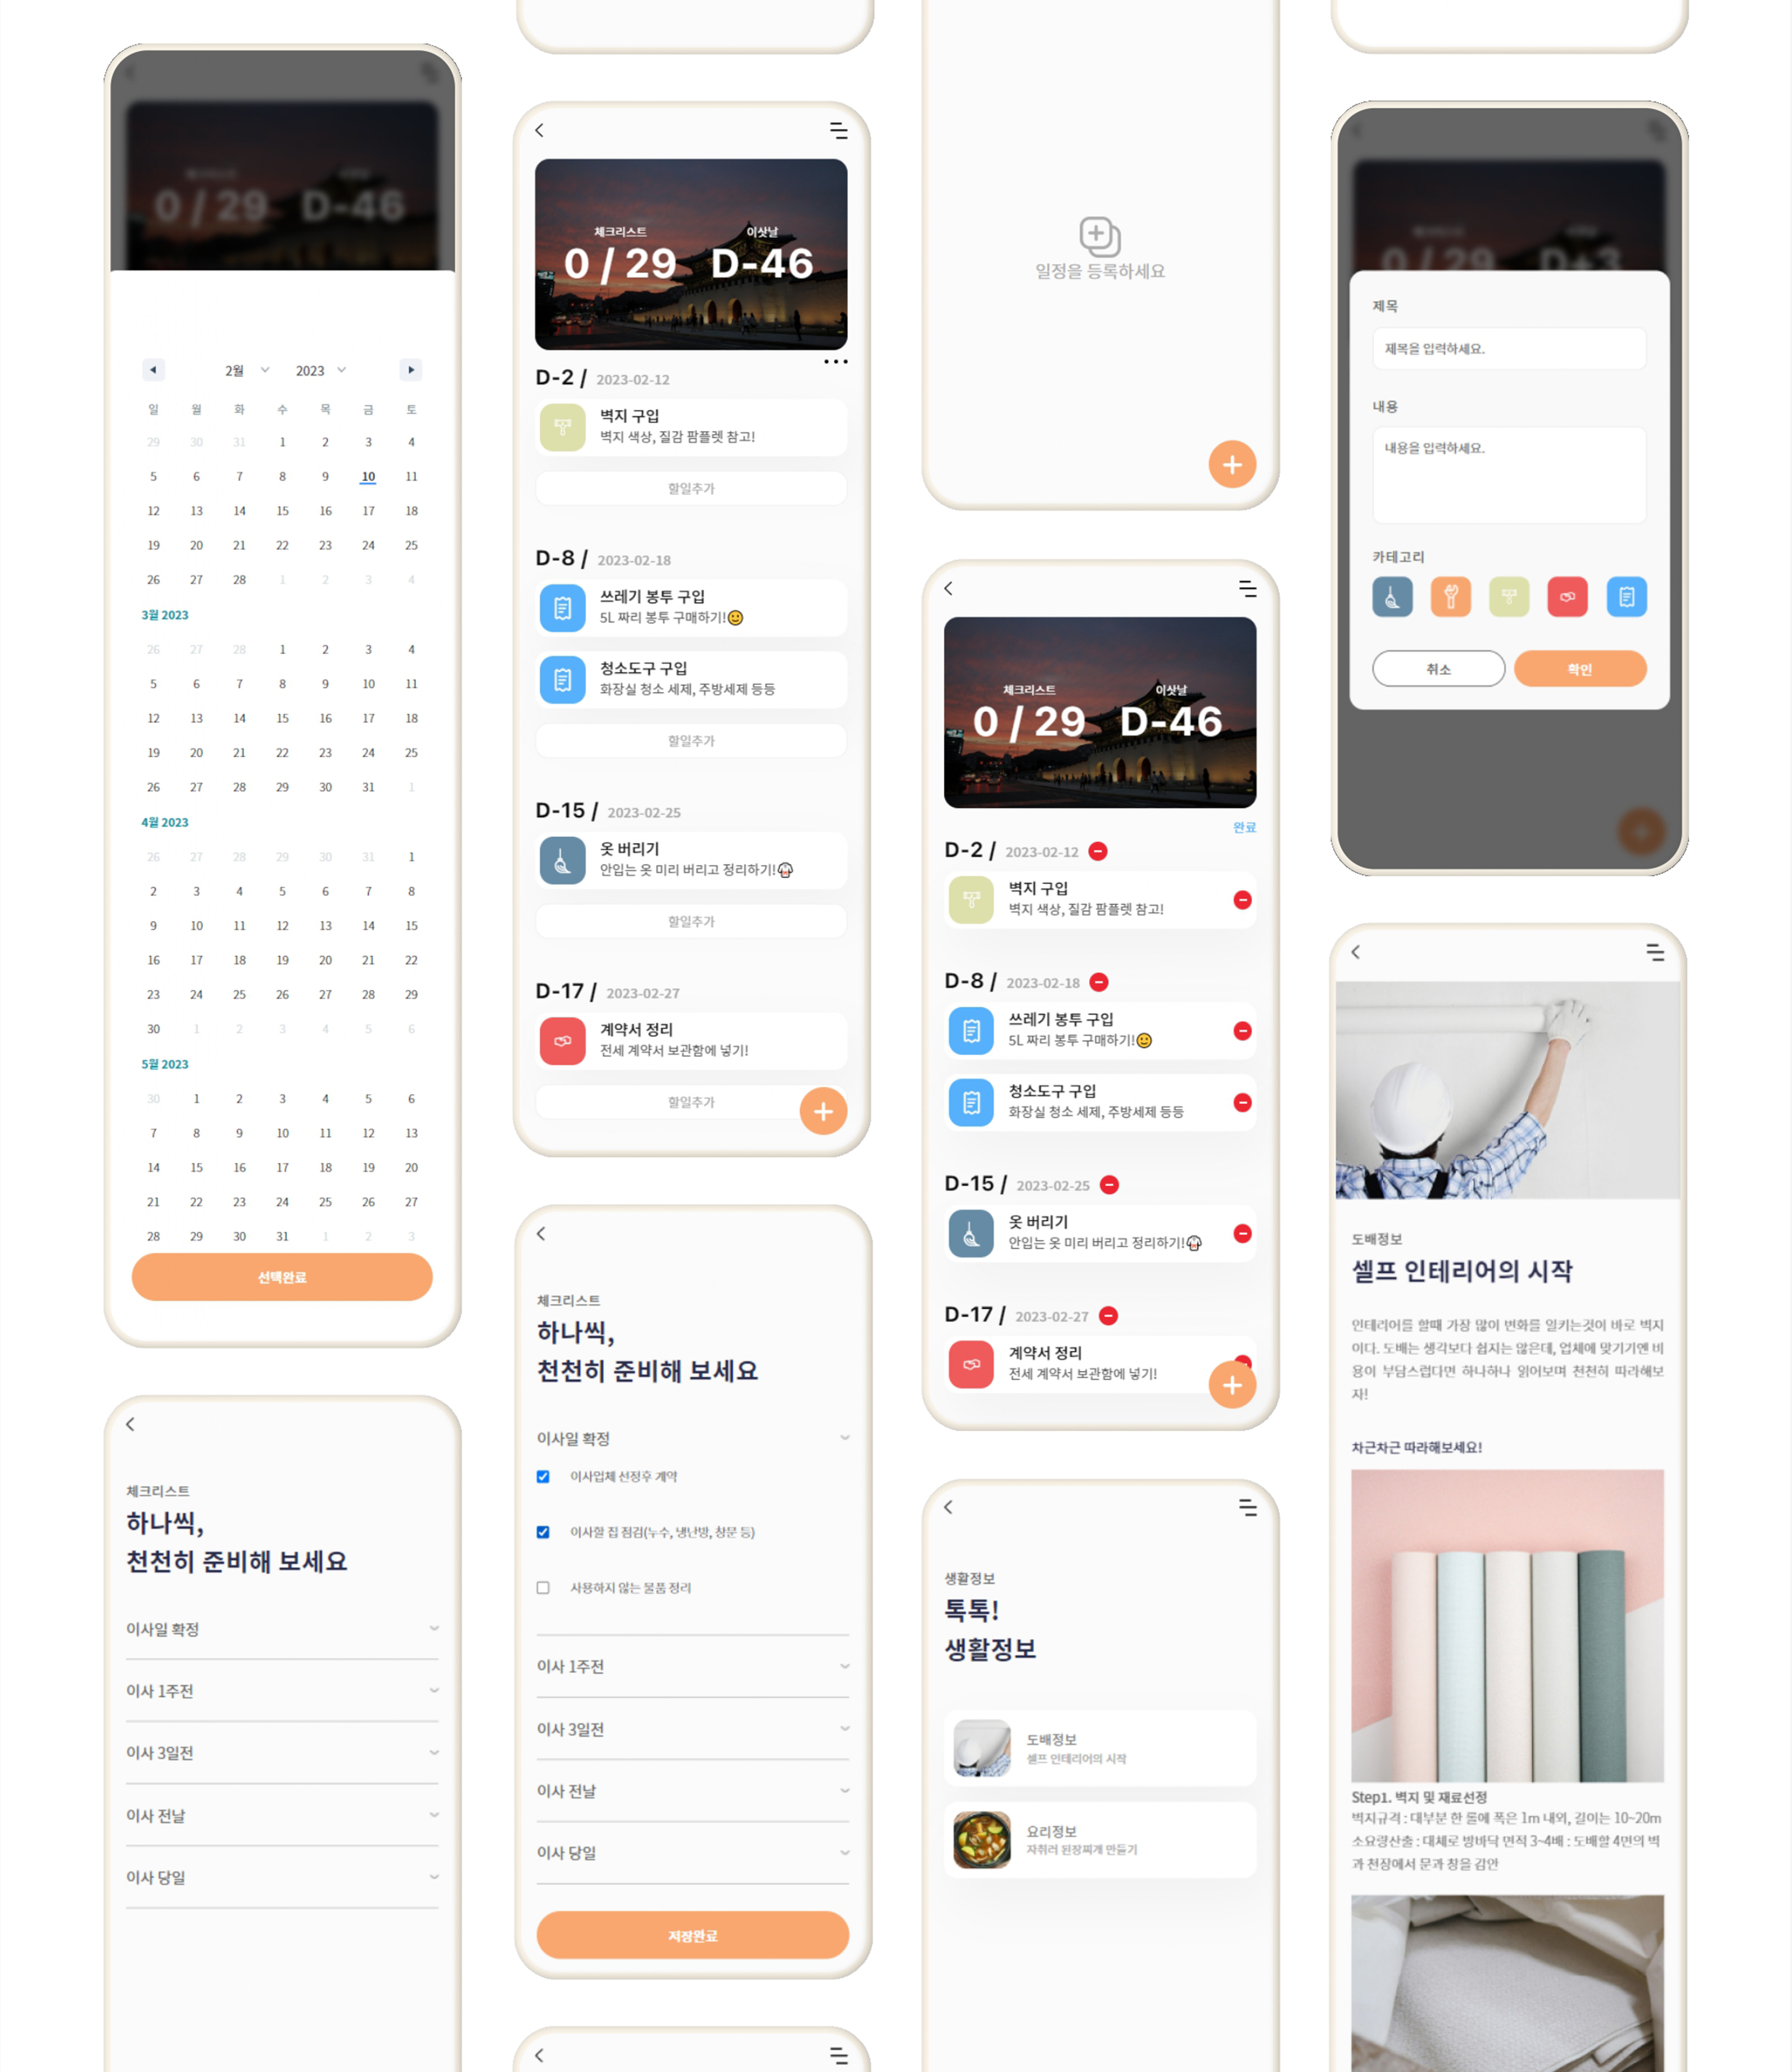 0 / 29 D-46
2월 2023
일 월 화 수 목 금 토
29 30 31 1 2 3 4
5 6 7 8 9 10 11
12 13 14 15 16 17 18
19 20 21 22 23 24 25
26 27 28 1 2 3 4
3월 2023
26 27 28 1 2 3 4
5 6 7 8 9 10 11
12 13 14 15 16 17 18
19 20 21 22 23 24 25
26 27 28 29 30 31 1
4월 2023
26 27 28 29 30 31 1
2 3 4 5 6 7 8
9 10 11 12 13 14 15
16 17 18 19 20 21 22
23 24 25 26 27 28 29
30 1 2 3 4 5 6
5월 2023
30 1 2 3 4 5 6
7 8 9 10 11 12 13
14 15 16 17 18 19 20
21 22 23 24 25 26 27
28 29 30 31 1 2 3
선택완료
체크리스트
하나씩,
천천히 준비해 보세요
이사일 확정
이사 1주전
이사 3일전
이사 전날
이사 당일
체크리스트 이삿날
0 / 29 D-46
D-2 / 2023-02-12
벽지 구입
벽지 색상, 질감 팜플렛 참고!
할일추가
D-8 / 2023-02-18
쓰레기 봉투 구입
5L 짜리 봉투 구매하기!🙂
청소도구 구입
화장실 청소 세제, 주방세제 등등
할일추가
D-15 / 2023-02-25
옷 버리기
안입는 옷 미리 버리고 정리하기!
할일추가
D-17 / 2023-02-27
계약서 정리
전세 계약서 보관함에 넣기!
할일추가
체크리스트
하나씩,
천천히 준비해 보세요
이사일 확정
이사업체 선정후 계약
이사할 집 점검(누수, 냉난방, 창문 등)
사용하지 않는 물품 정리
이사 1주전
이사 3일전
이사 전날
이사 당일
저장완료
일정을 등록하세요
체크리스트 이삿날
0 / 29 D-46
완료
D-2 / 2023-02-12
벽지 구입
벽지 색상, 질감 팜플렛 참고!
D-8 / 2023-02-18
쓰레기 봉투 구입
5L 짜리 봉투 구매하기!🙂
청소도구 구입
화장실 청소 세제, 주방세제 등등
D-15 / 2023-02-25
옷 버리기
안입는 옷 미리 버리고 정리하기!
D-17 / 2023-02-27
계약서 정리
전세 계약서 보관함에 넣기!
생활정보
톡톡!
생활정보
도배정보
셀프 인테리어의 시작
요리정보
자취러 된장찌개 만들기
0 / 29 D+3
제목
제목을 입력하세요.
내용
내용을 입력하세요.
카테고리
취소 확인
도배정보
셀프 인테리어의 시작
인테리어를 할때 가장 많이 변화를 일키는것이 바로 벽지
이다. 도배는 생각보다 쉽지는 않은데, 업체에 맞기기엔 비
용이 부담스럽다면 하나하나 읽어보며 천천히 따라해보
자!
차근차근 따라해보세요!
Step1. 벽지 및 재료선정
벽지규격 : 대부분 한 롤에 폭은 1m 내외, 길이는 10~20m
소요량산출 : 대체로 방바닥 면적 3~4배 : 도배할 4면의 벽
과 천장에서 문과 창을 감안